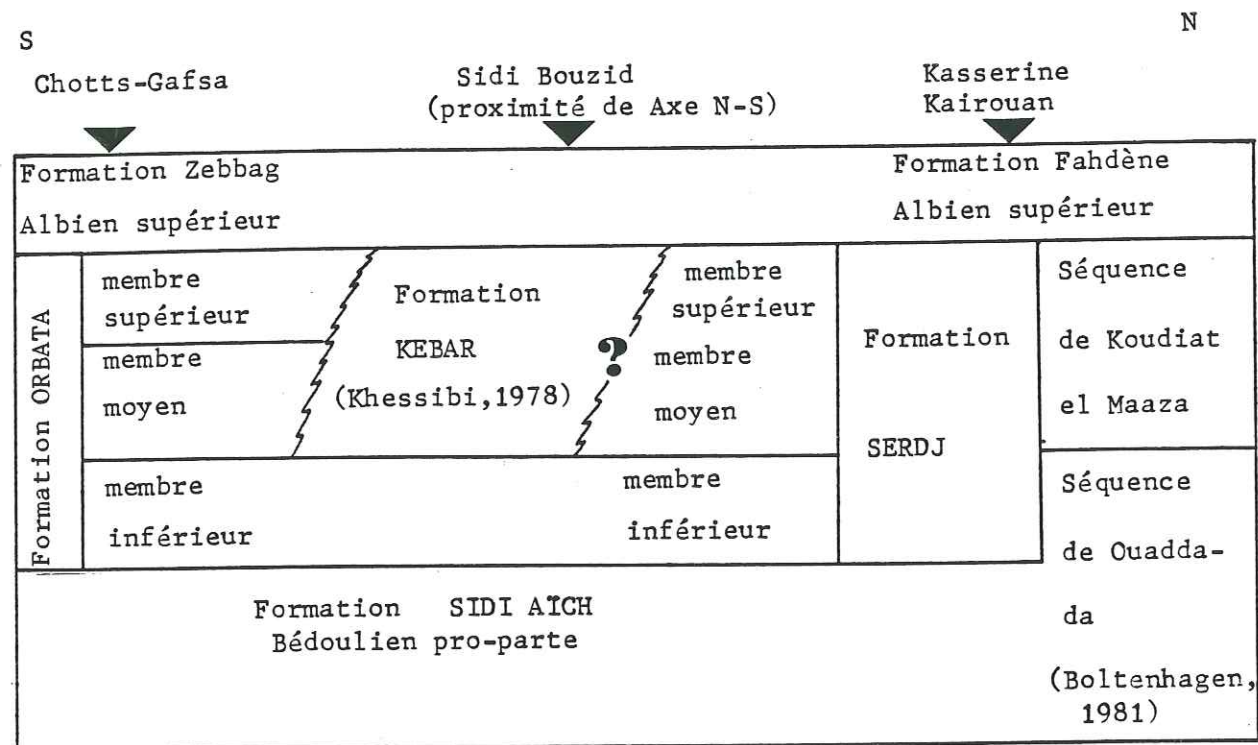 S
N
Chotts-Gafsa
Sidi Bouzid
(proximité de Axe N-S)
Kasserine
Kairouan
Formation Zebbag
Albien supérieur
Formation Fahdène
Albien supérieur
Formation ORBATA
membre
supérieur
membre
moyen
membre
inférieur
Formation
KEBAR
(Khessibi,1978)
?
membre
supérieur
membre
moyen
membre
inférieur
Formation
SERDJ
Séquence
de Koudiat
el Maaza
Séquence
de Ouadda-
da
(Boltenhagen,
1981)
Formation SIDI AÏCH
Bédoulien pro-parte